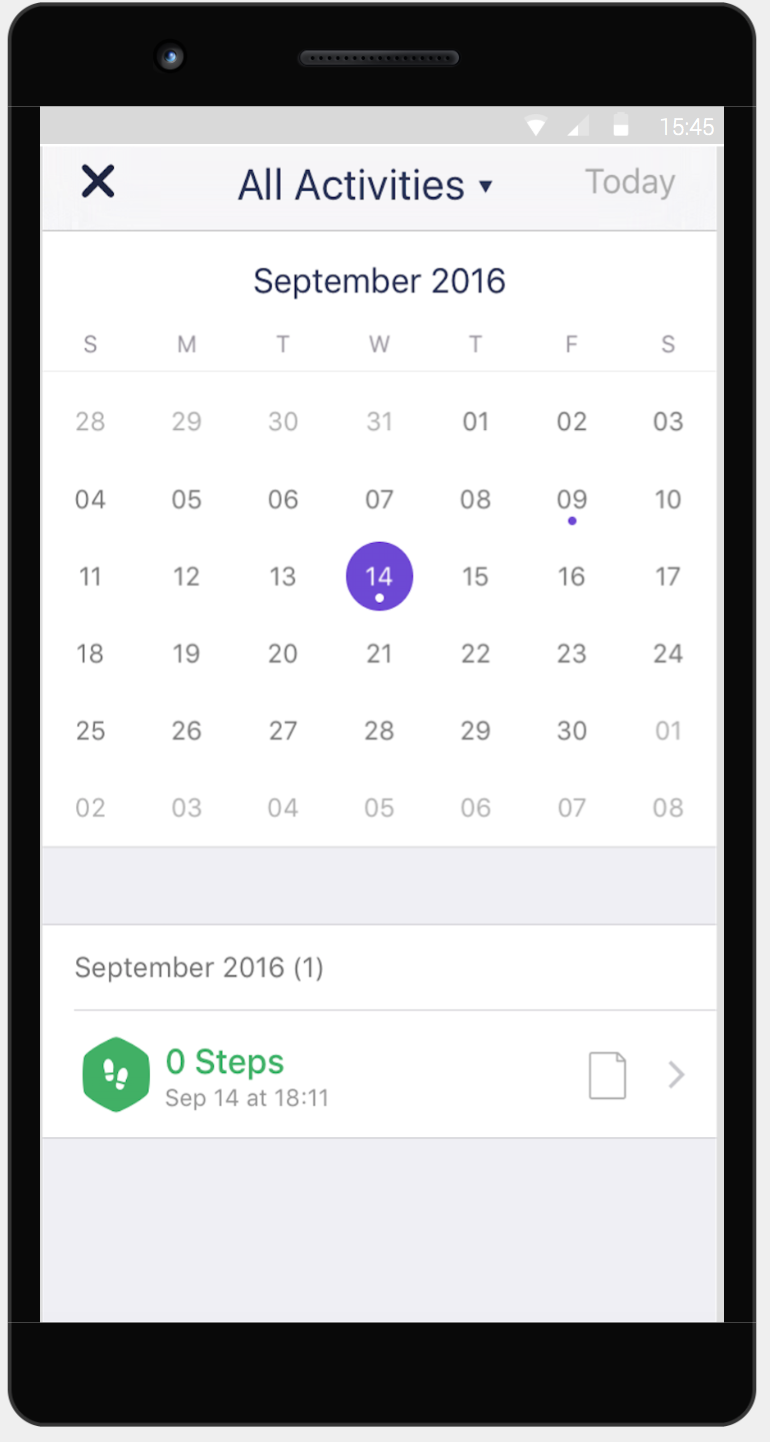 15:45
All Activities ▾ Today
September 2016
S M T W T F S
28 29 30 31 01 02 03
04 05 06 07 08 09 10
11 12 13 14 15 16 17
18 19 20 21 22 23 24
25 26 27 28 29 30 01
02 03 04 05 06 07 08
September 2016 (1)
0 Steps
Sep 14 at 18:11